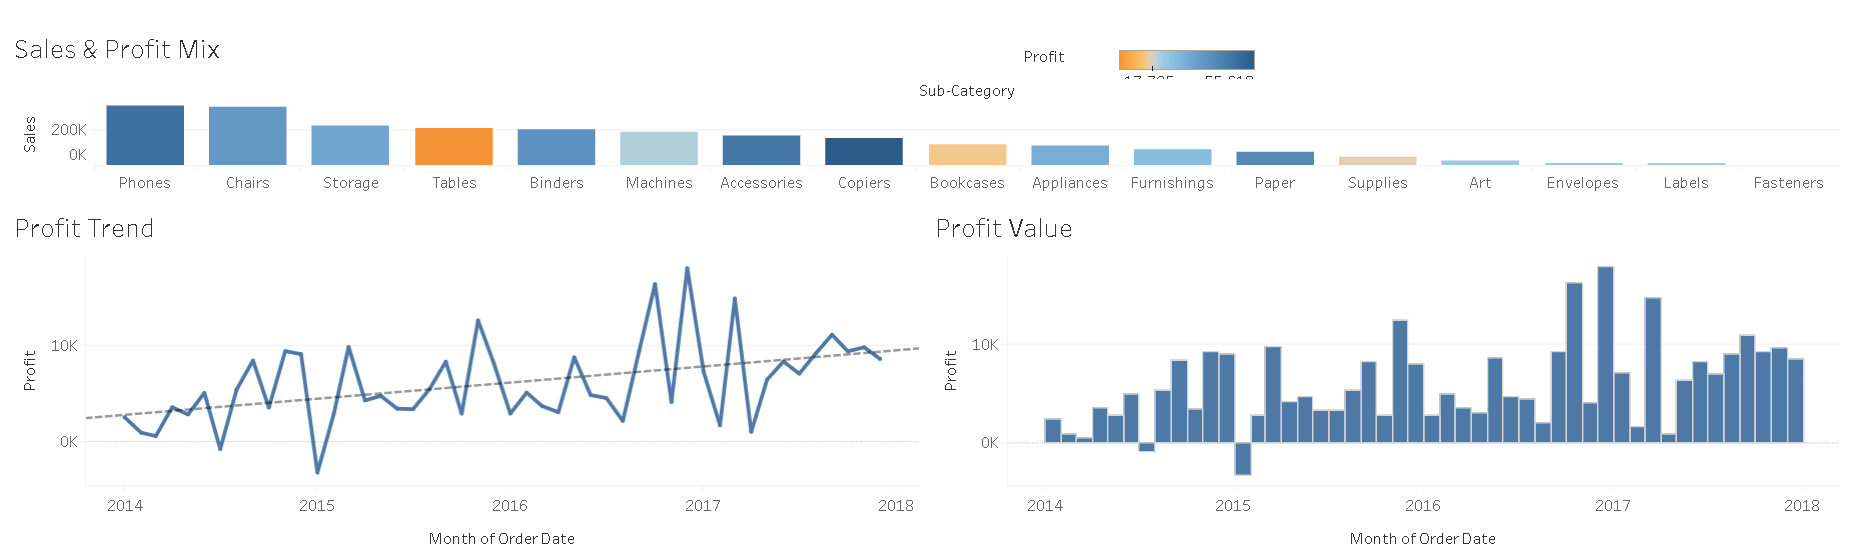 Sales & Profit Mix
Profit
Sub-Category
Sales
200K
0K
Phones Chairs Storage Tables Binders Machines Accessories Copiers Bookcases Appliances Furnishings Paper Supplies Art Envelopes Labels Fasteners
Profit Trend
Profit
10K
0K
2014 2015 2016 2017 2018
Month of Order Date
Profit Value
Profit
10K
0K
2014 2015 2016 2017 2018
Month of Order Date